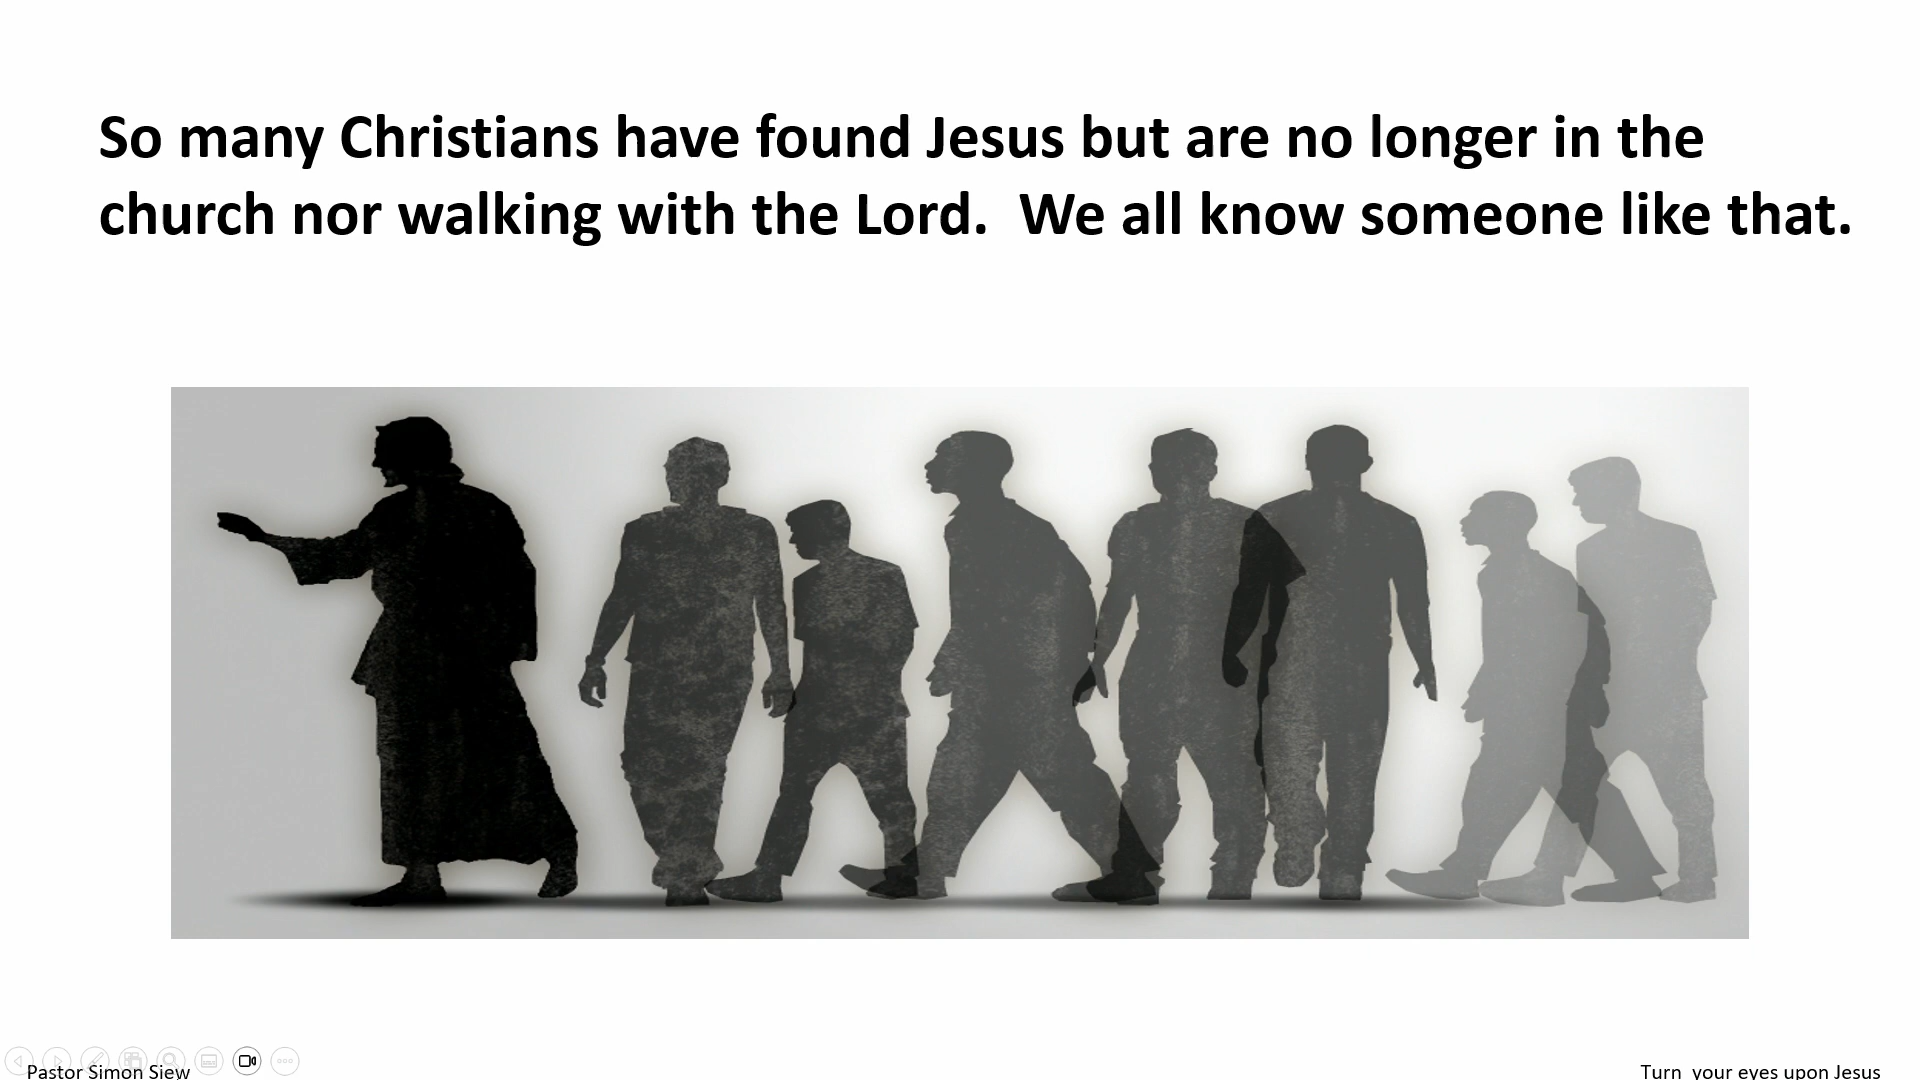 So many Christians have found Jesus but are no longer in the
church nor walking with the Lord.  We all know someone like that.
Pastor Simon Siew
Turn  your eyes upon Jesus